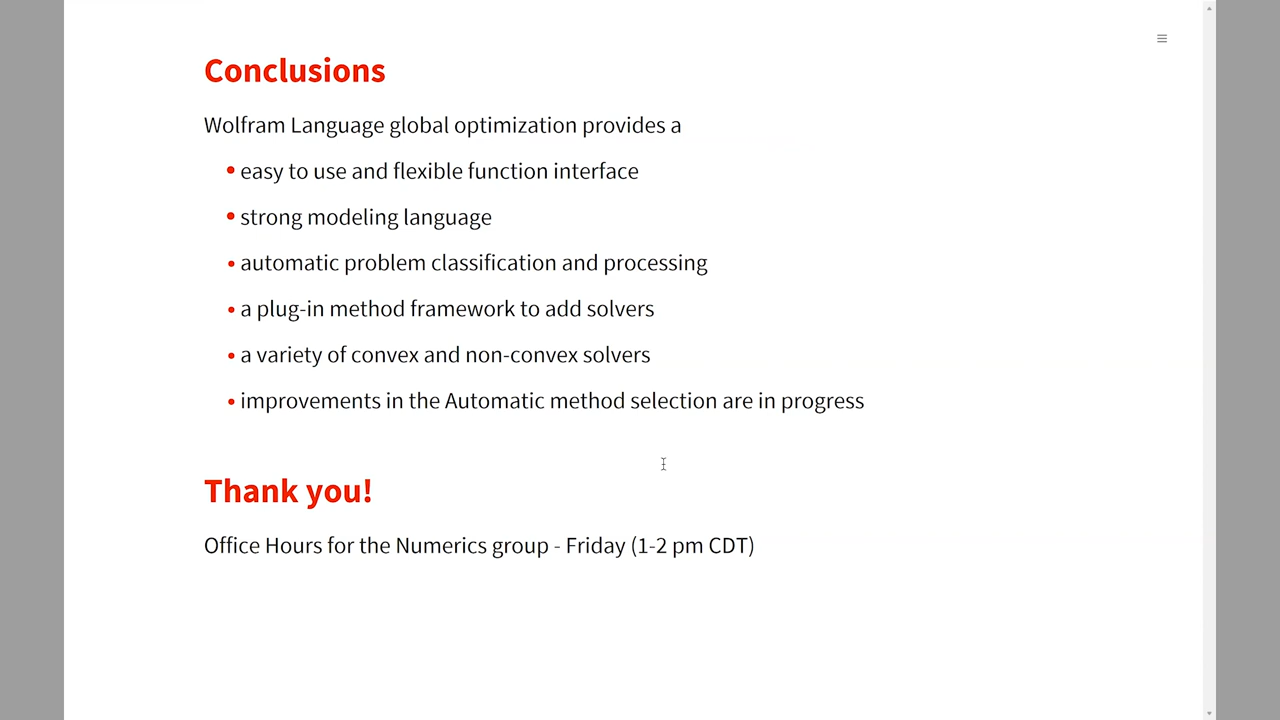 Conclusions
Wolfram Language global optimization provides a
• easy to use and flexible function interface
• strong modeling language
• automatic problem classification and processing
• a plug-in method framework to add solvers
• a variety of convex and non-convex solvers
• improvements in the Automatic method selection are in progress
Thank you!
Office Hours for the Numerics group - Friday (1-2 pm CDT)